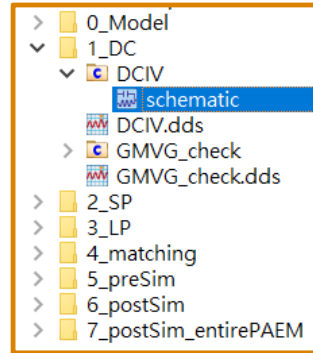 0_Model
1_DC
DCIV
schematic
DCIV.dds
GMVG_check
GMVG_check.dds
2_SP
3_LP
4_matching
5_preSim
6_postSim
7_postSim_entirePAEM